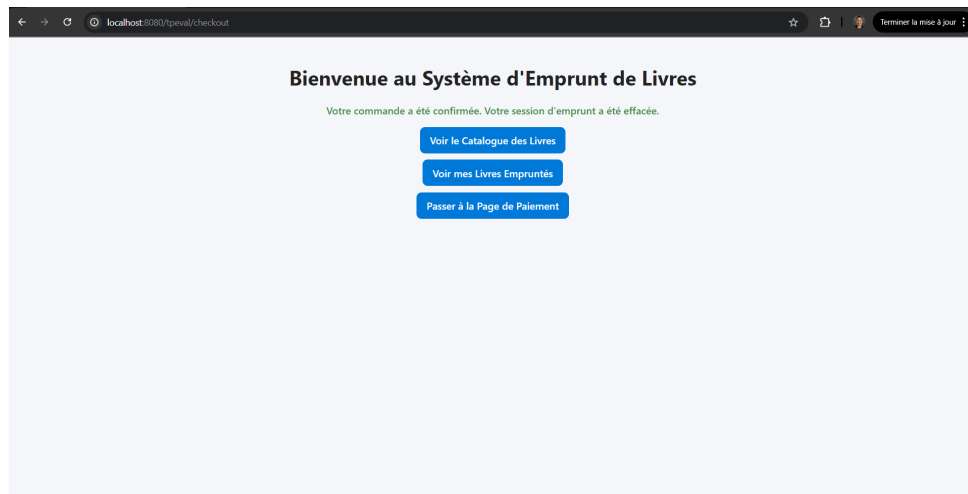 localhost:8080/tpeval/checkout
Terminer la mise à jour
Bienvenue au Système d'Emprunt de Livres
Votre commande a été confirmée. Votre session d'emprunt a été effacée.
Voir le Catalogue des Livres
Voir mes Livres Empruntés
Passer à la Page de Paiement